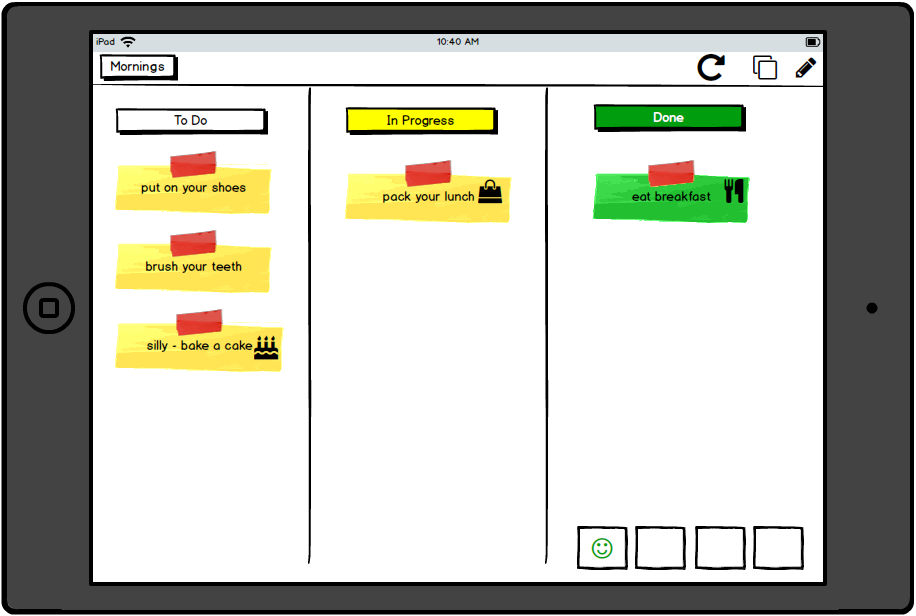 iPad
10:40 AM
Mornings
To Do
In Progress
Done
put on your shoes
brush your teeth
silly - bake a cake
pack your lunch
eat breakfast